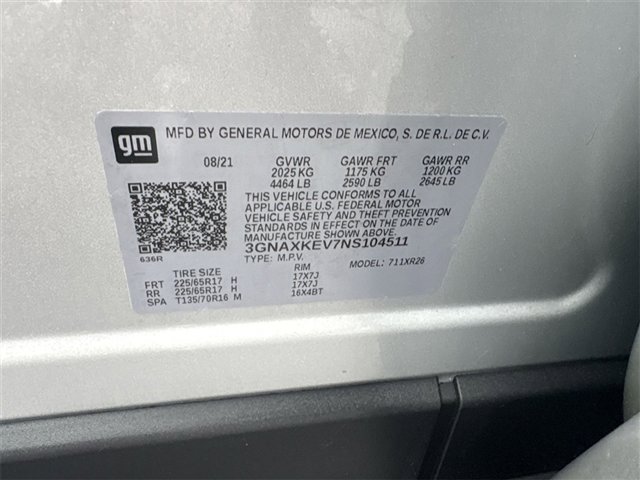 gm
MFD BY GENERAL MOTORS DE MEXICO, S. DE R.L. DE C.V.
08/21 GVWR GAWR FRT GAWR RR
2025 KG 1175 KG 1200 KG
4464 LB 2590 LB 2645 LB
THIS VEHICLE CONFORMS TO ALL
APPLICABLE U.S. FEDERAL MOTOR
VEHICLE SAFETY AND THEFT PREVENTION
STANDARDS IN EFFECT ON THE DATE OF
MANUFACTURE SHOWN ABOVE.
3GNAXKEV7NS104511
636R TYPE: M.P.V. MODEL: 711XR26
TIRE SIZE RIM
FRT 225/65R17 H 17X7J
RR 225/65R17 H 17X7J
SPA T135/70R16 M 16X4BT